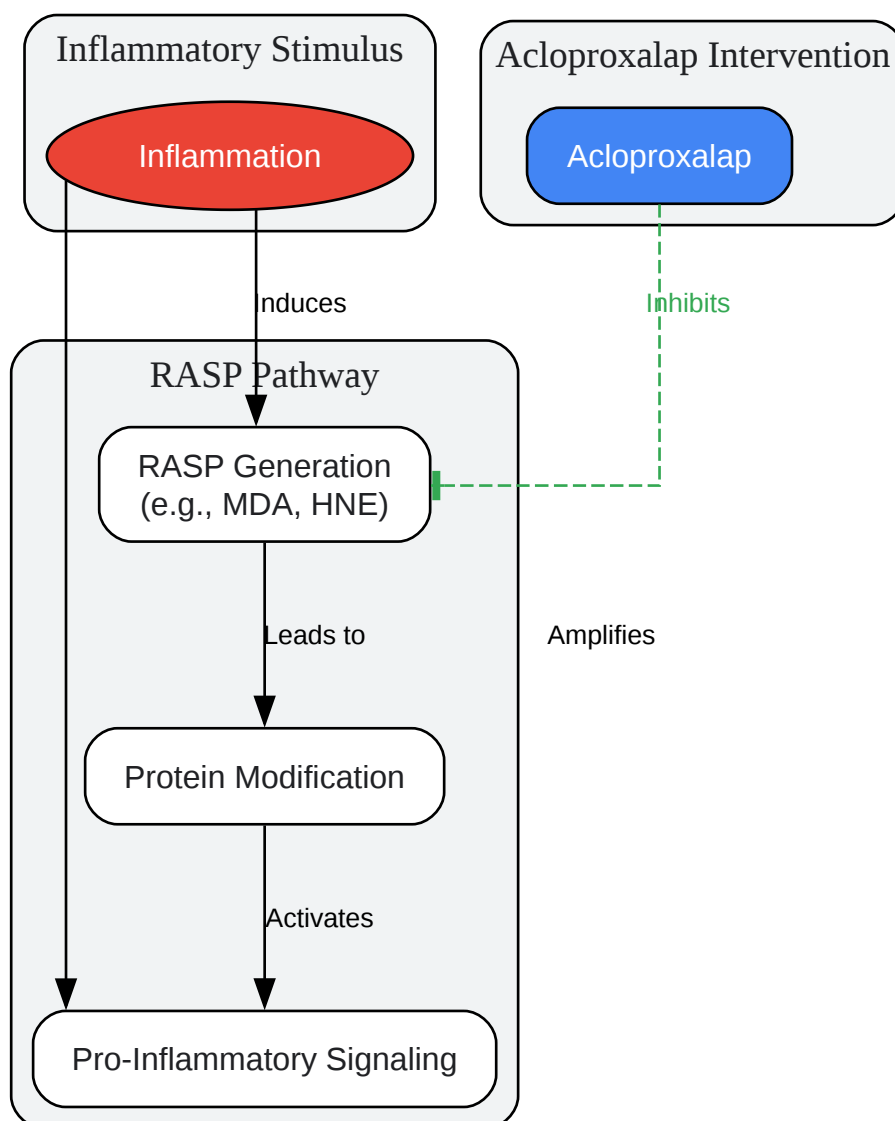 Inflammatory Stimulus
Inflammation
Acloproxalap Intervention
Acloproxalap
Induces
Inhibits
RASP Pathway
RASP Generation
(e.g., MDA, HNE)
Leads to
Amplifies
Protein Modification
Activates
Pro-Inflammatory Signaling